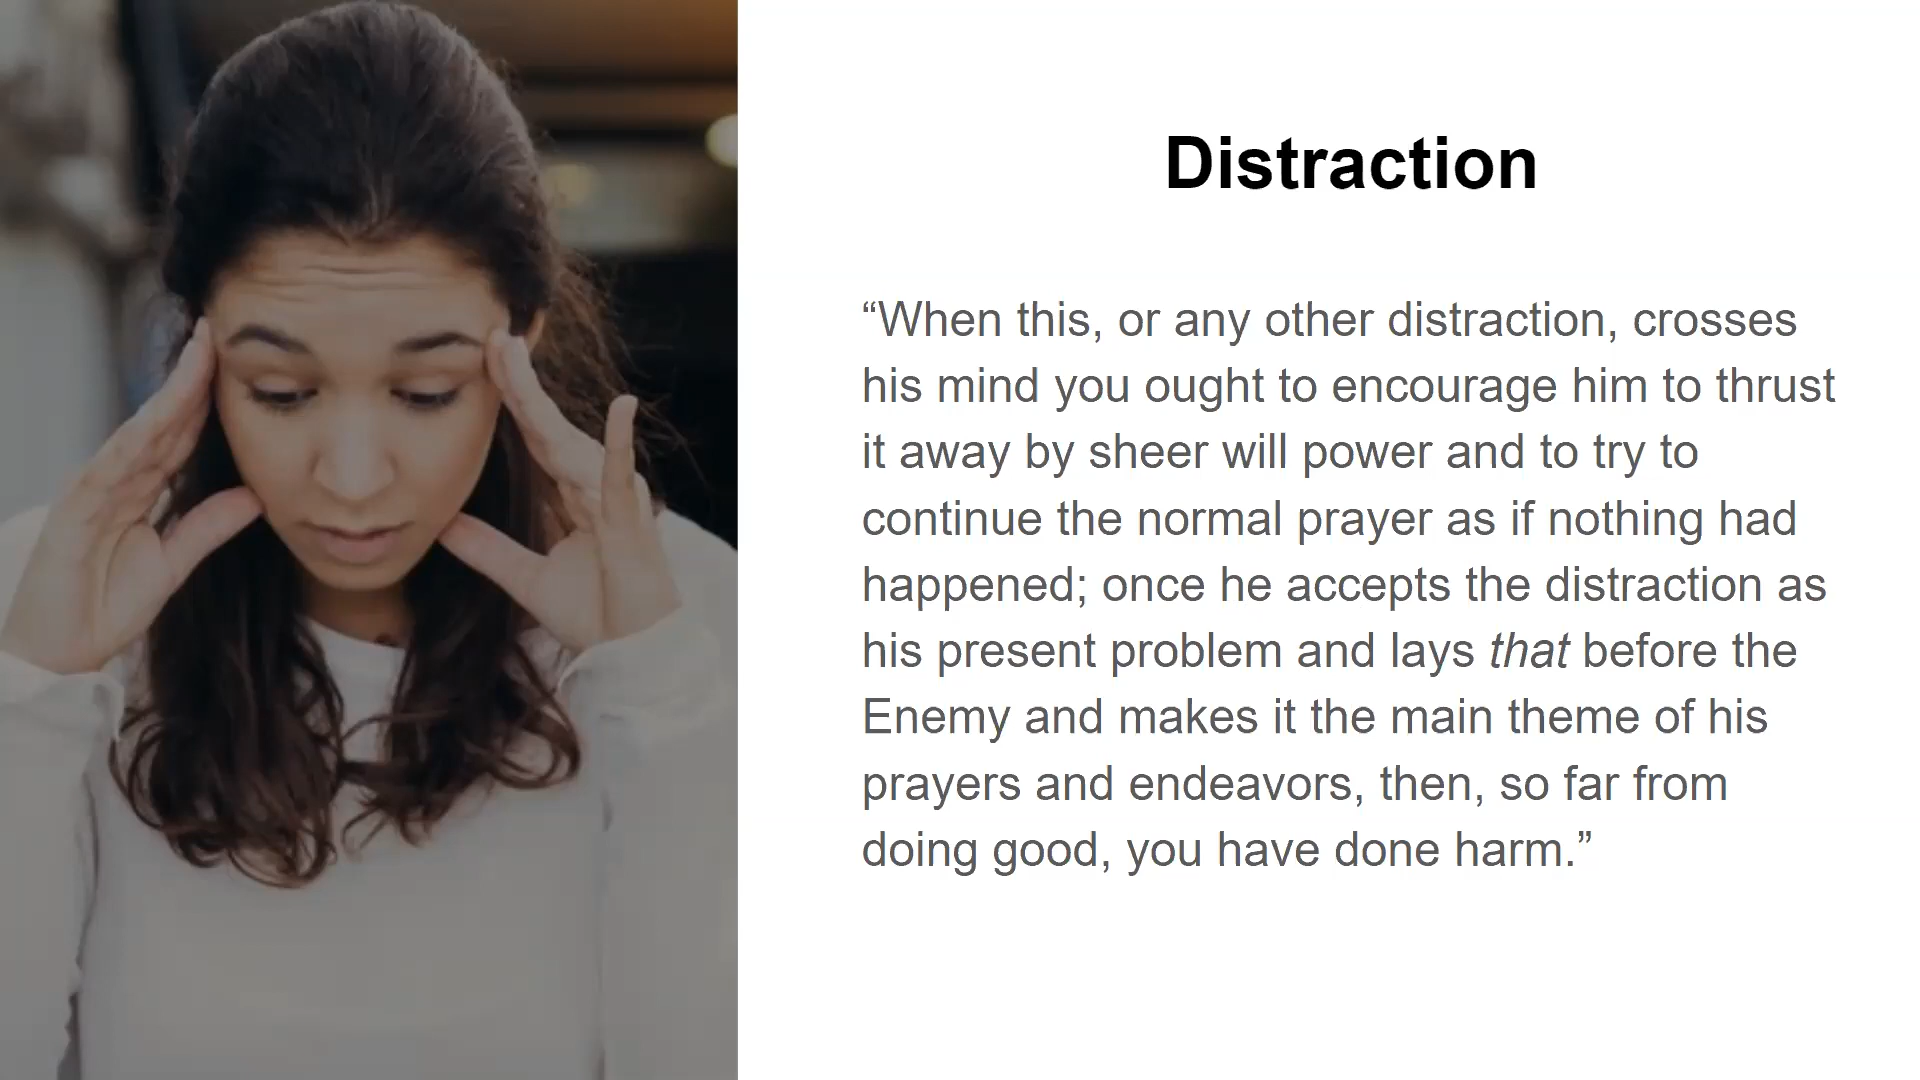 Distraction
“When this, or any other distraction, crosses
his mind you ought to encourage him to thrust
it away by sheer will power and to try to
continue the normal prayer as if nothing had
happened; once he accepts the distraction as
his present problem and lays that before the
Enemy and makes it the main theme of his
prayers and endeavors, then, so far from
doing good, you have done harm.”